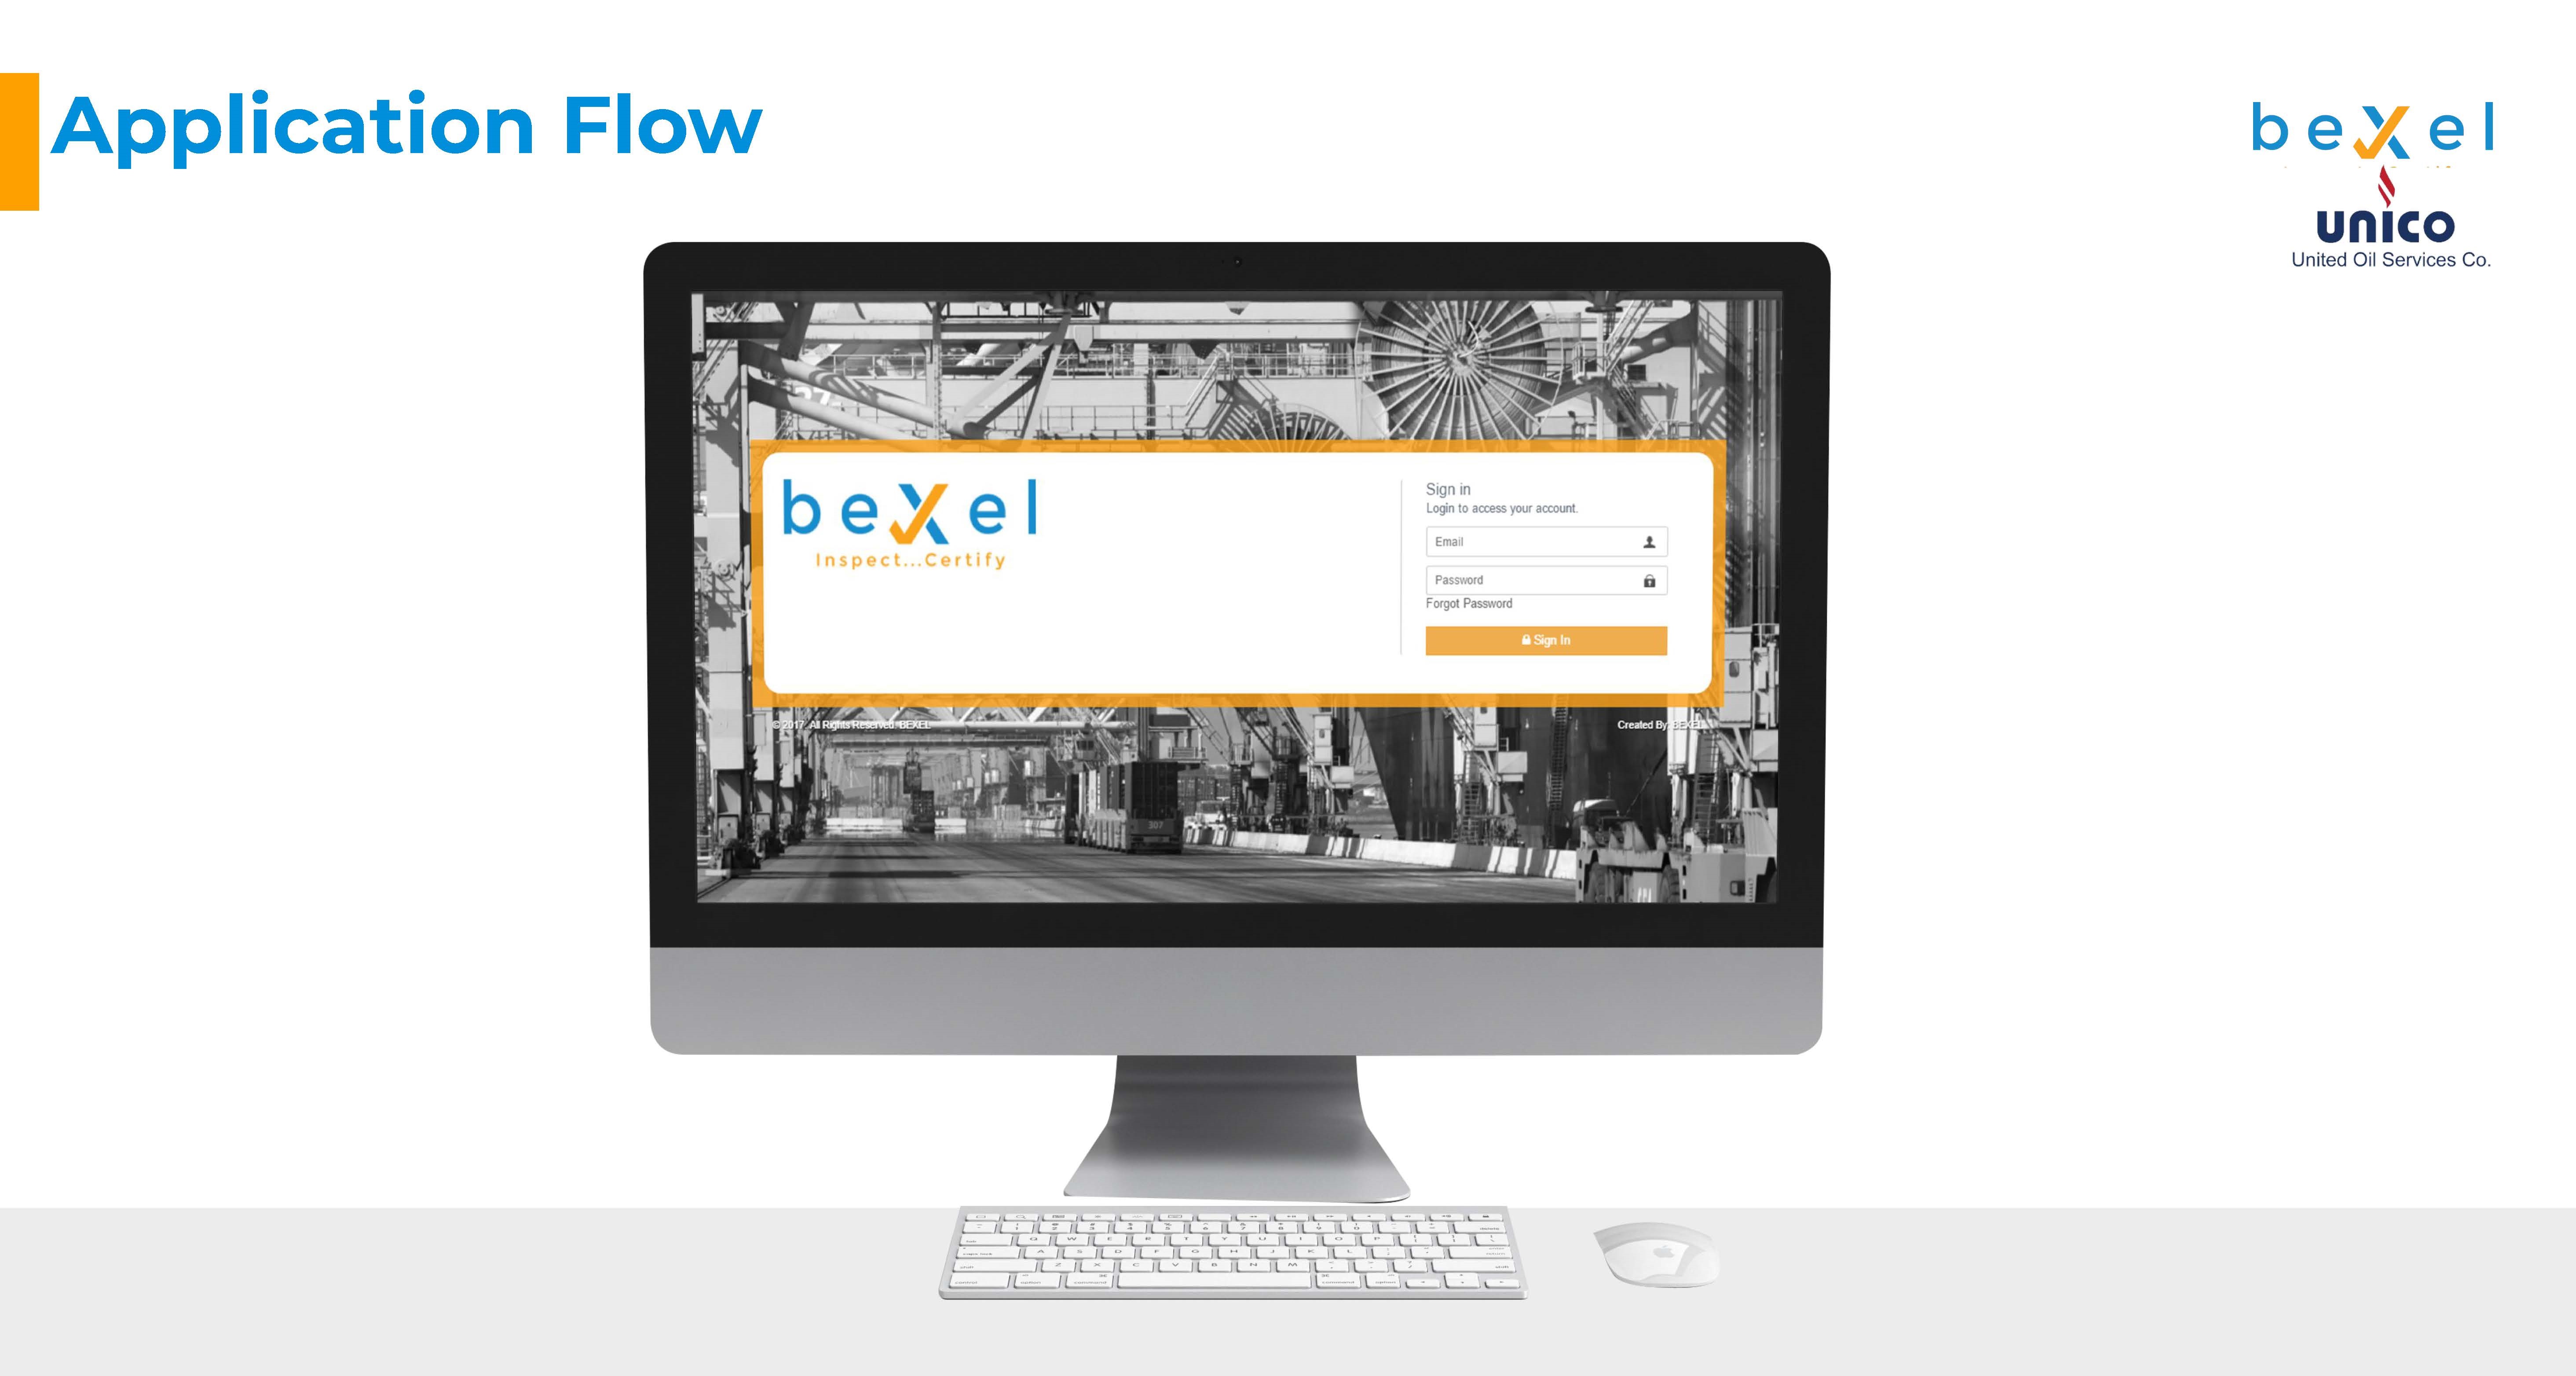 Application Flow
bexel
unico
United Oil Services Co.
bexel
Inspect...Certify
Sign in
Login to access your account.
Email
Password
Forgot Password
Sign In
© 2017 All Rights Reserved BEXEL
Created By: BEXEL
307